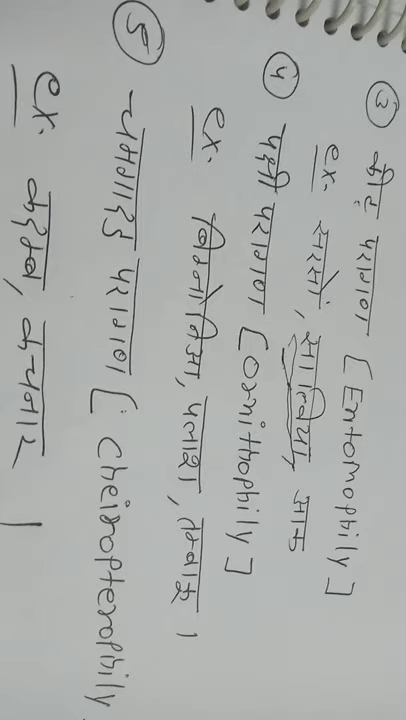 ③ कीट परागण [Entomophily]
ex. सरसों, साल्विया, आक
④ पक्षी परागण [Ornithophily]
ex. बिग्नोनिआ, पलाश, तम्बाकू ।
⑤ चमगादड़ परागण [Cheiropterophily
ex. कदम्ब, कचनार ।